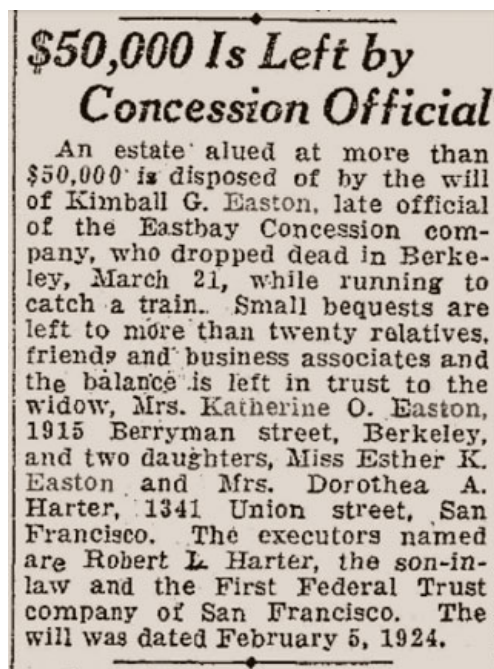 $50,000 Is Left by
Concession Official
An estate alued at more than
$50,000 is disposed of by the will
of Kimball G. Easton, late official
of the Eastbay Concession com-
pany, who dropped dead in Berke-
ley, March 21, while running to
catch a train. Small bequests are
left to more than twenty relatives,
friends and business associates and
the balance is left in trust to the
widow, Mrs. Katherine O. Easton,
1915 Berryman street, Berkeley,
and two daughters, Miss Esther K.
Easton and Mrs. Dorothea A.
Harter, 1341 Union street, San
Francisco. The executors named
are Robert L. Harter, the son-in-
law and the First Federal Trust
company of San Francisco. The
will was dated February 5, 1924.